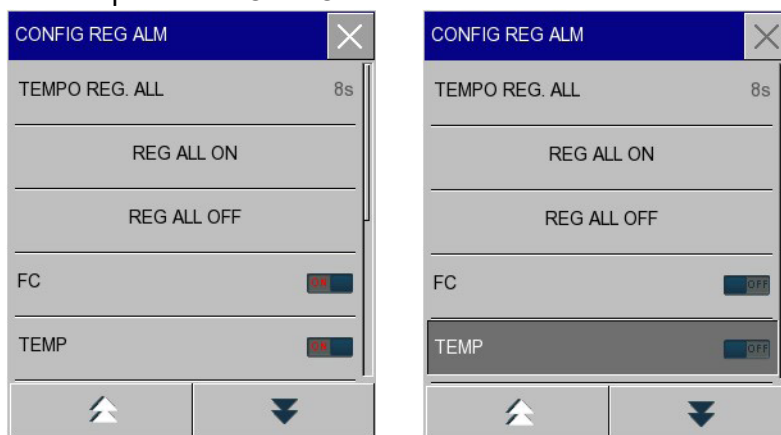 CONFIG REG ALM
TEMPO REG. ALL 8s
REG ALL ON
REG ALL OFF
FC ON
TEMP ON
CONFIG REG ALM
TEMPO REG. ALL 8s
REG ALL ON
REG ALL OFF
FC OFF
TEMP OFF